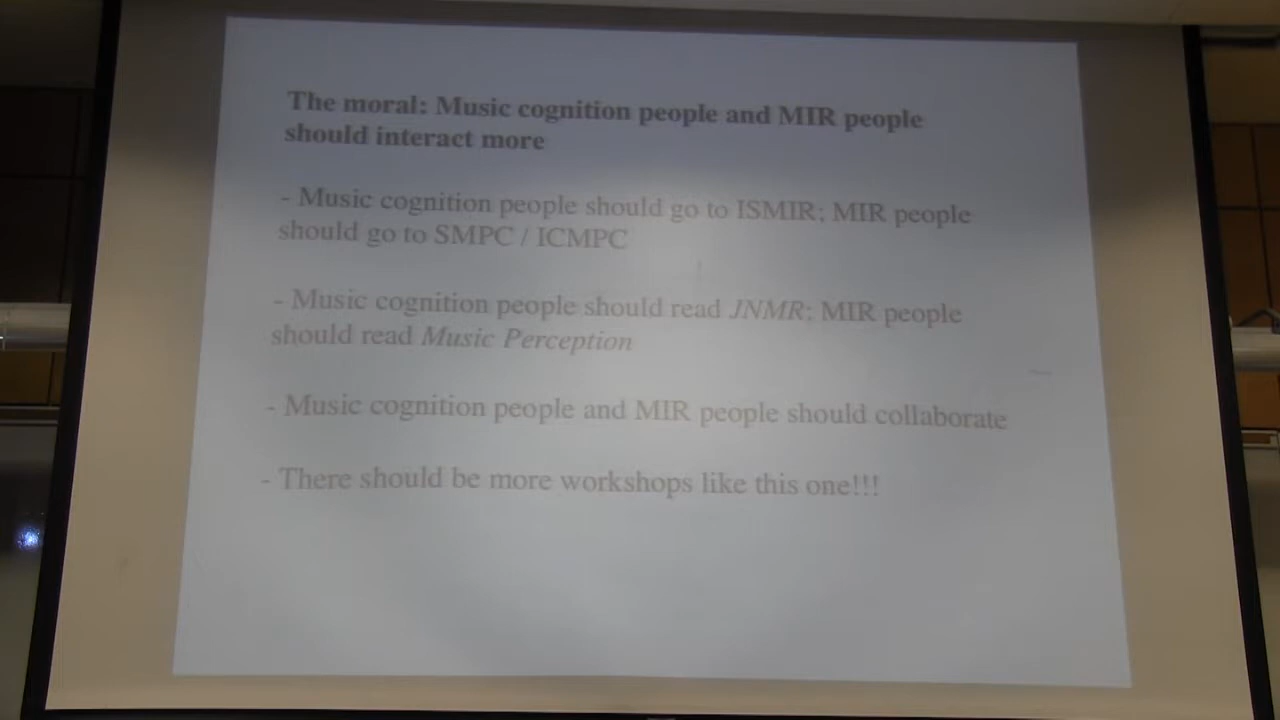 The moral: Music cognition people and MIR people
should interact more
- Music cognition people should go to ISMIR; MIR people
should go to SMPC / ICMPC
- Music cognition people should read JNMR; MIR people
should read Music Perception
- Music cognition people and MIR people should collaborate
- There should be more workshops like this one!!!